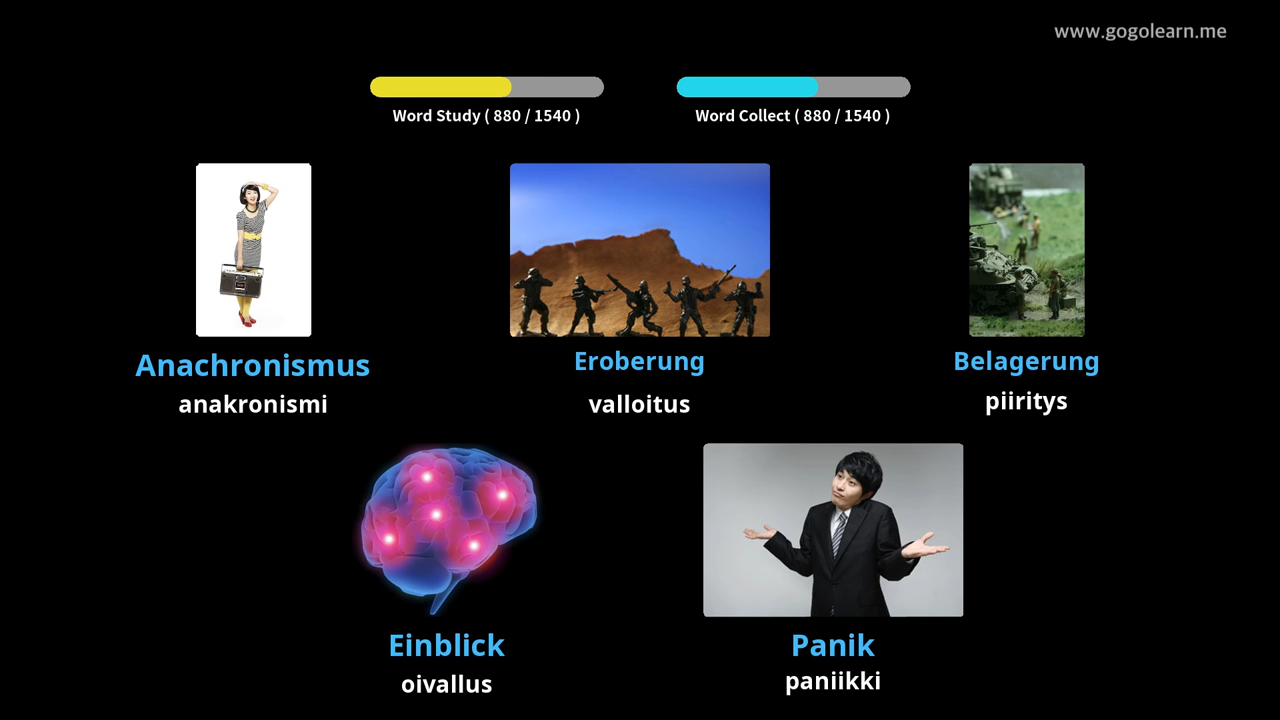 www.gogolearn.me
Word Study ( 880 / 1540 )
Word Collect ( 880 / 1540 )
Anachronismus
anakronismi
Eroberung
valloitus
Belagerung
piiritys
Einblick
oivallus
Panik
paniikki